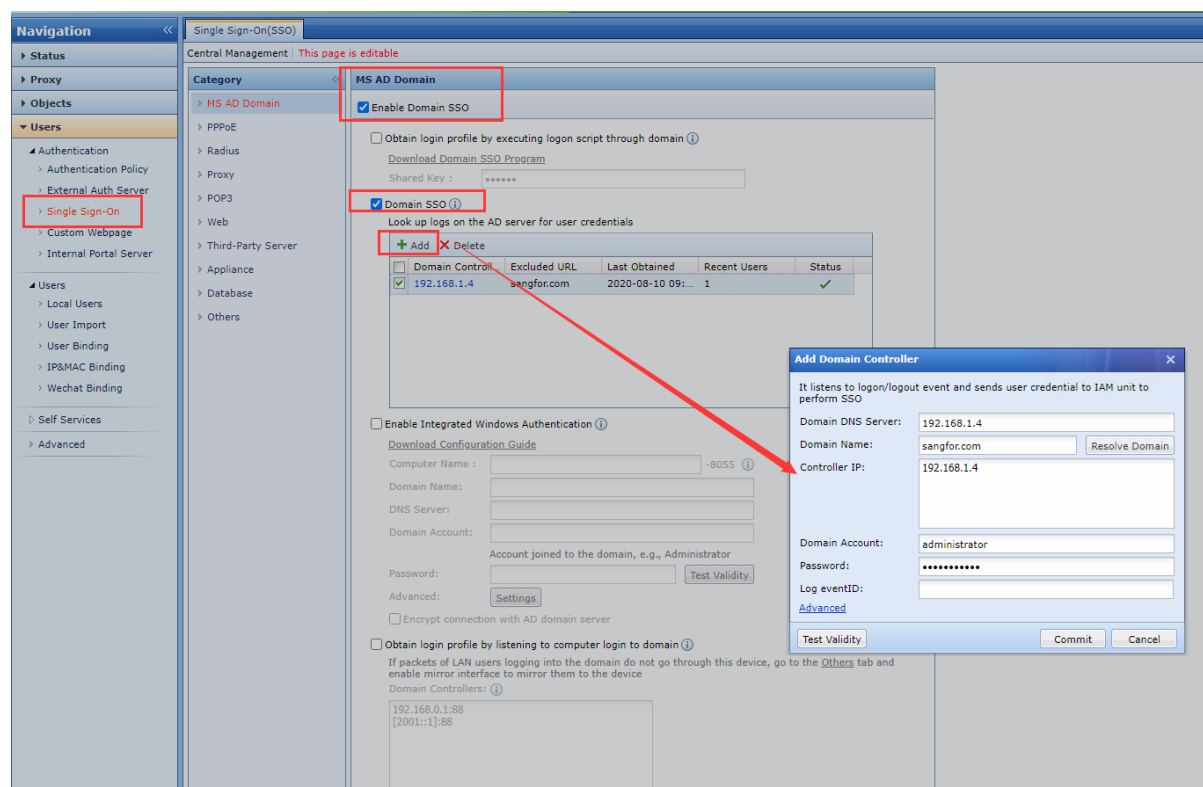 Navigation
Status
Proxy
Objects
Users
Authentication
Authentication Policy
External Auth Server
Single Sign-On
Custom Webpage
Internal Portal Server
Users
Local Users
User Import
User Binding
IP&MAC Binding
Wechat Binding
Self Services
Advanced
Single Sign-On(SSO)
Central Management This page is editable
Category
MS AD Domain
PPPoE
Radius
Proxy
POP3
Web
Third-Party Server
Appliance
Database
Others
MS AD Domain
Enable Domain SSO
Obtain login profile by executing logon script through domain
Download Domain SSO Program
Shared Key : ••••••
Domain SSO
Look up logs on the AD server for user credentials
Add Delete
Domain Controll... Excluded URL Last Obtained Recent Users Status
192.168.1.4 sangfor.com 2020-08-10 09:... 1
Enable Integrated Windows Authentication
Download Configuration Guide
Computer Name : -8055
Domain Name:
DNS Server:
Domain Account:
Account joined to the domain, e.g., Administrator
Password: Test Validity
Advanced: Settings
Encrypt connection with AD domain server
Obtain login profile by listening to computer login to domain
If packets of LAN users logging into the domain do not go through this device, go to the Others tab and
enable mirror interface to mirror them to the device
Domain Controllers:
192.168.0.1:88
[2001::1]:88
Add Domain Controller
It listens to logon/logout event and sends user credential to IAM unit to
perform SSO
Domain DNS Server: 192.168.1.4
Domain Name: sangfor.com Resolve Domain
Controller IP: 192.168.1.4
Domain Account: administrator
Password: •••••••••••
Log eventID:
Advanced
Test Validity Commit Cancel